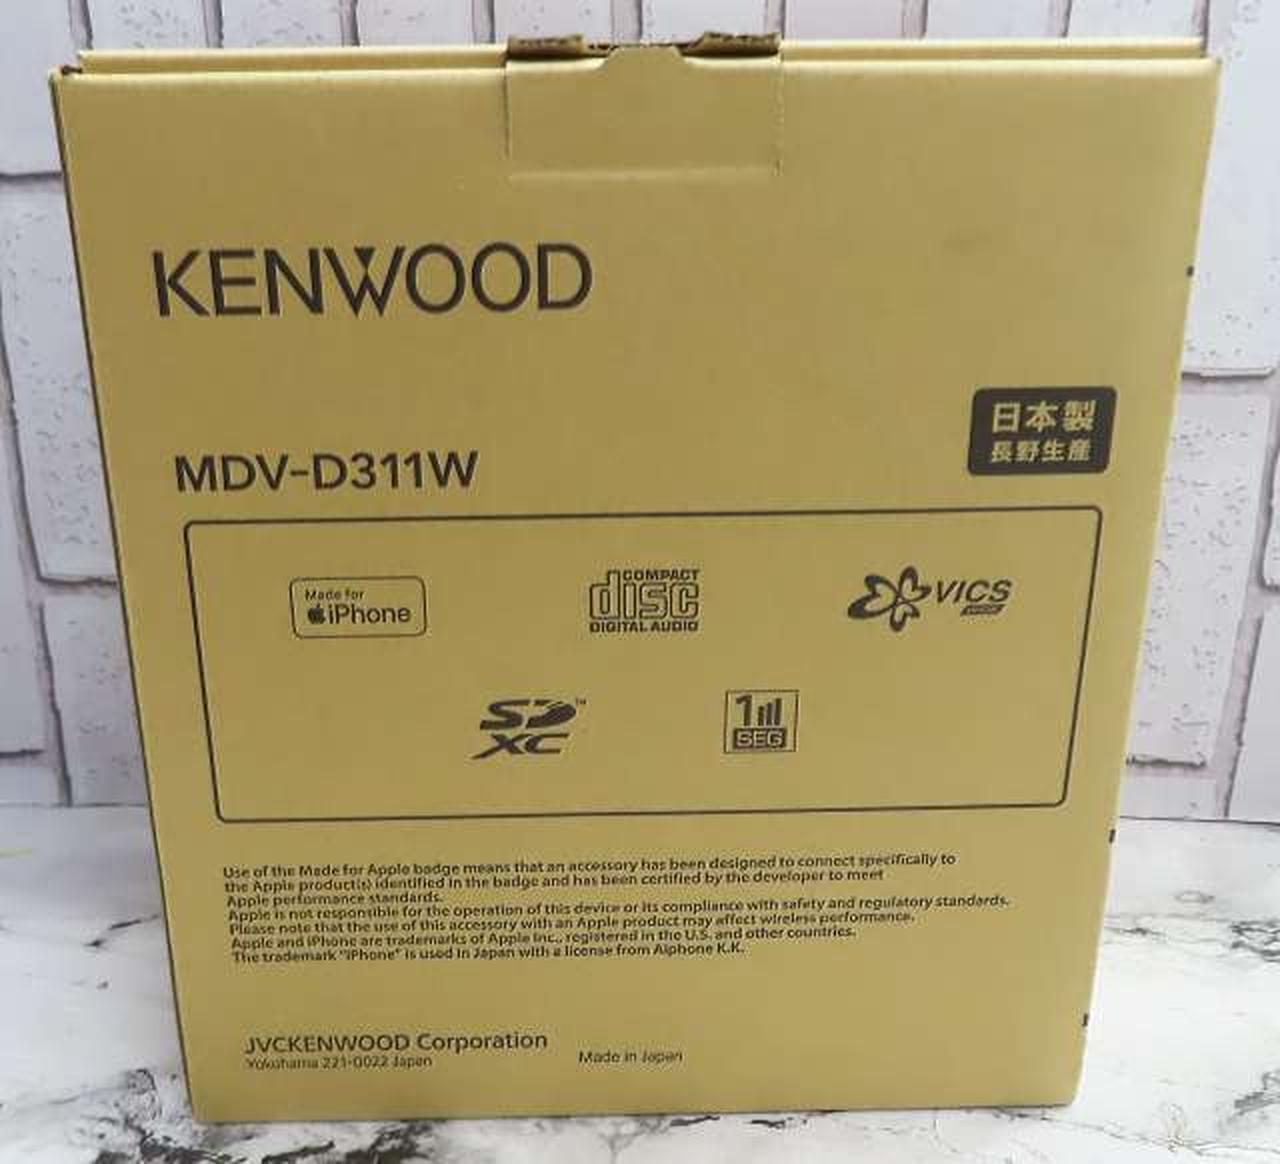 KENWOOD
日本製
長野生産
MDV-D311W
Made for
iPhone
COMPACT
disc
DIGITAL AUDIO
VICS
SD™
XC
1
SEG
Use of the Made for Apple badge means that an accessory has been designed to connect specifically to
the Apple product(s) identified in the badge and has been certified by the developer to meet
Apple performance standards.
Apple is not responsible for the operation of this device or its compliance with safety and regulatory standards.
Please note that the use of this accessory with an Apple product may affect wireless performance.
Apple and iPhone are trademarks of Apple Inc., registered in the U.S. and other countries.
The trademark "iPhone" is used in Japan with a license from Aiphone K.K.
JVCKENWOOD Corporation
Yokohama 221-0022 Japan
Made in Japan